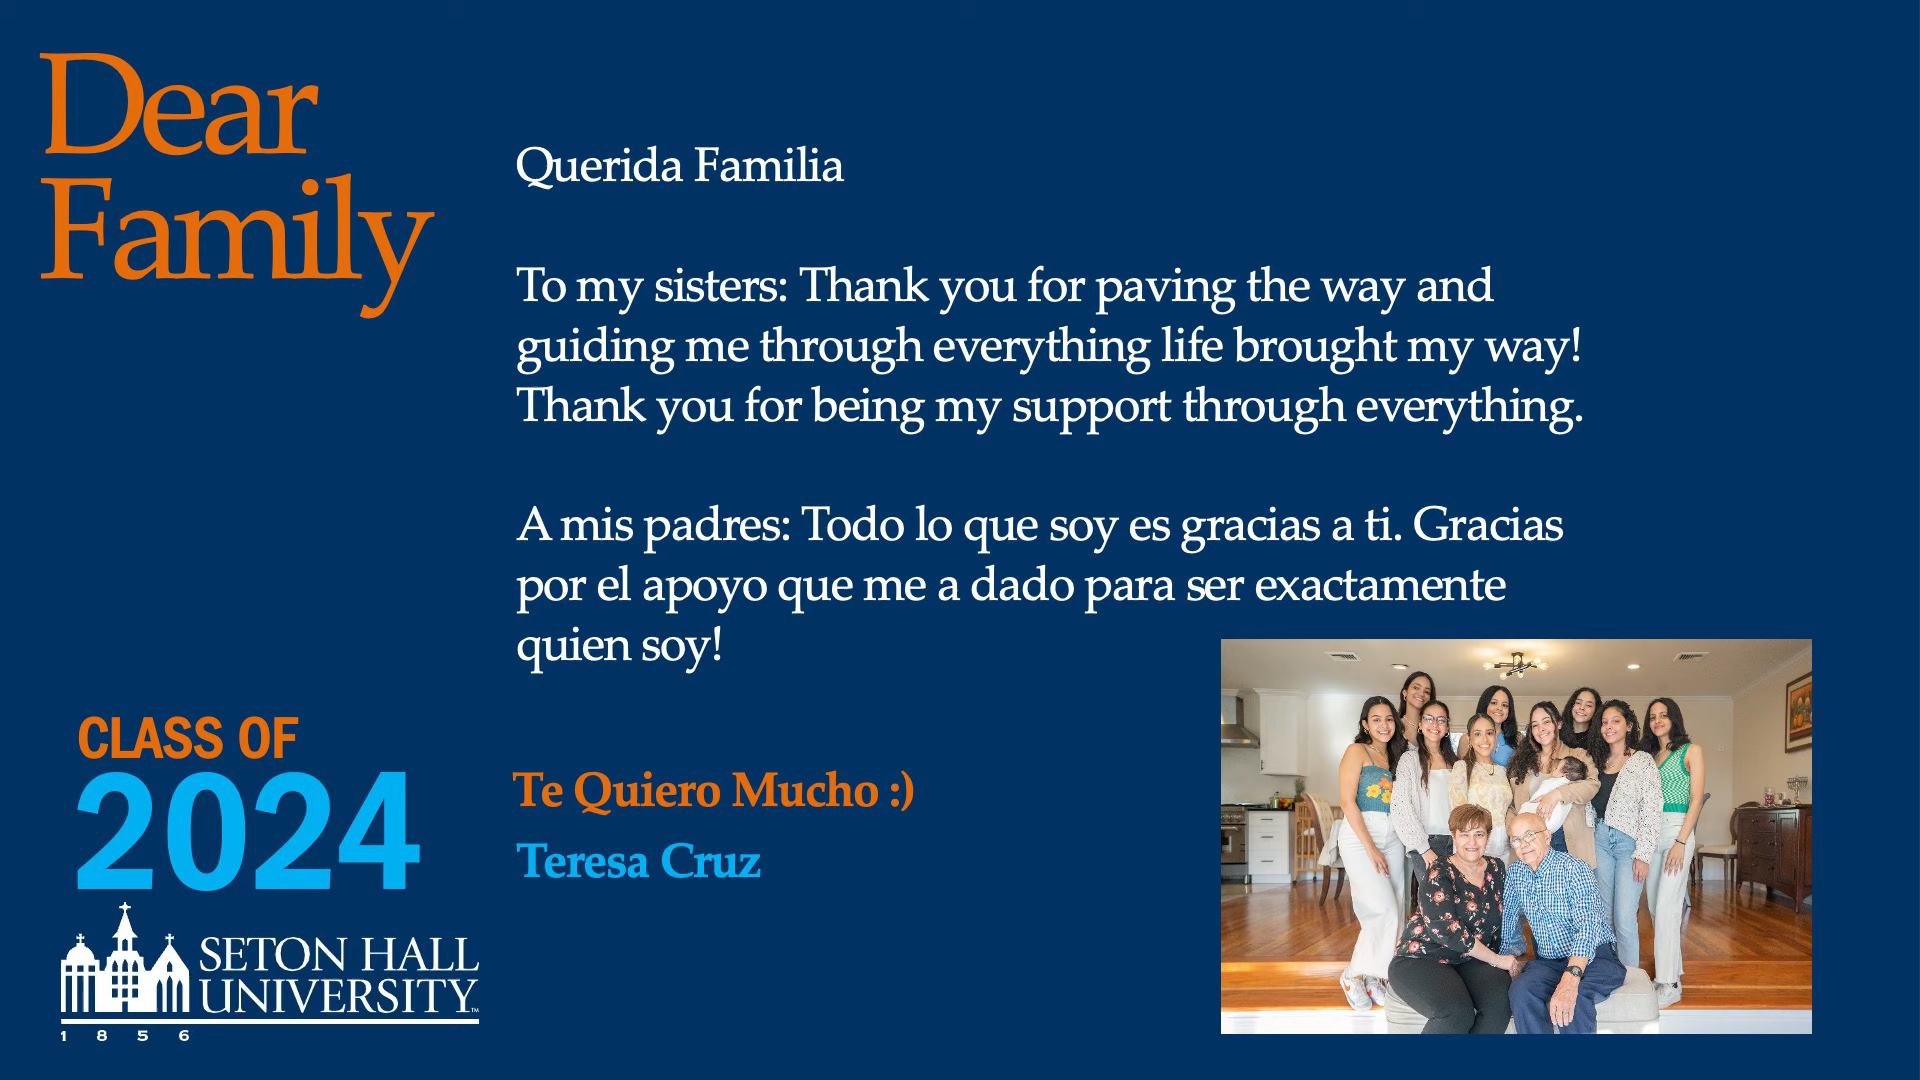 Dear
Family
Querida Familia
To my sisters: Thank you for paving the way and
guiding me through everything life brought my way!
Thank you for being my support through everything.
A mis padres: Todo lo que soy es gracias a ti. Gracias
por el apoyo que me a dado para ser exactamente
quien soy!
Te Quiero Mucho :)
Teresa Cruz
CLASS OF
2024
SETON HALL
UNIVERSITY™
1 8 5 6